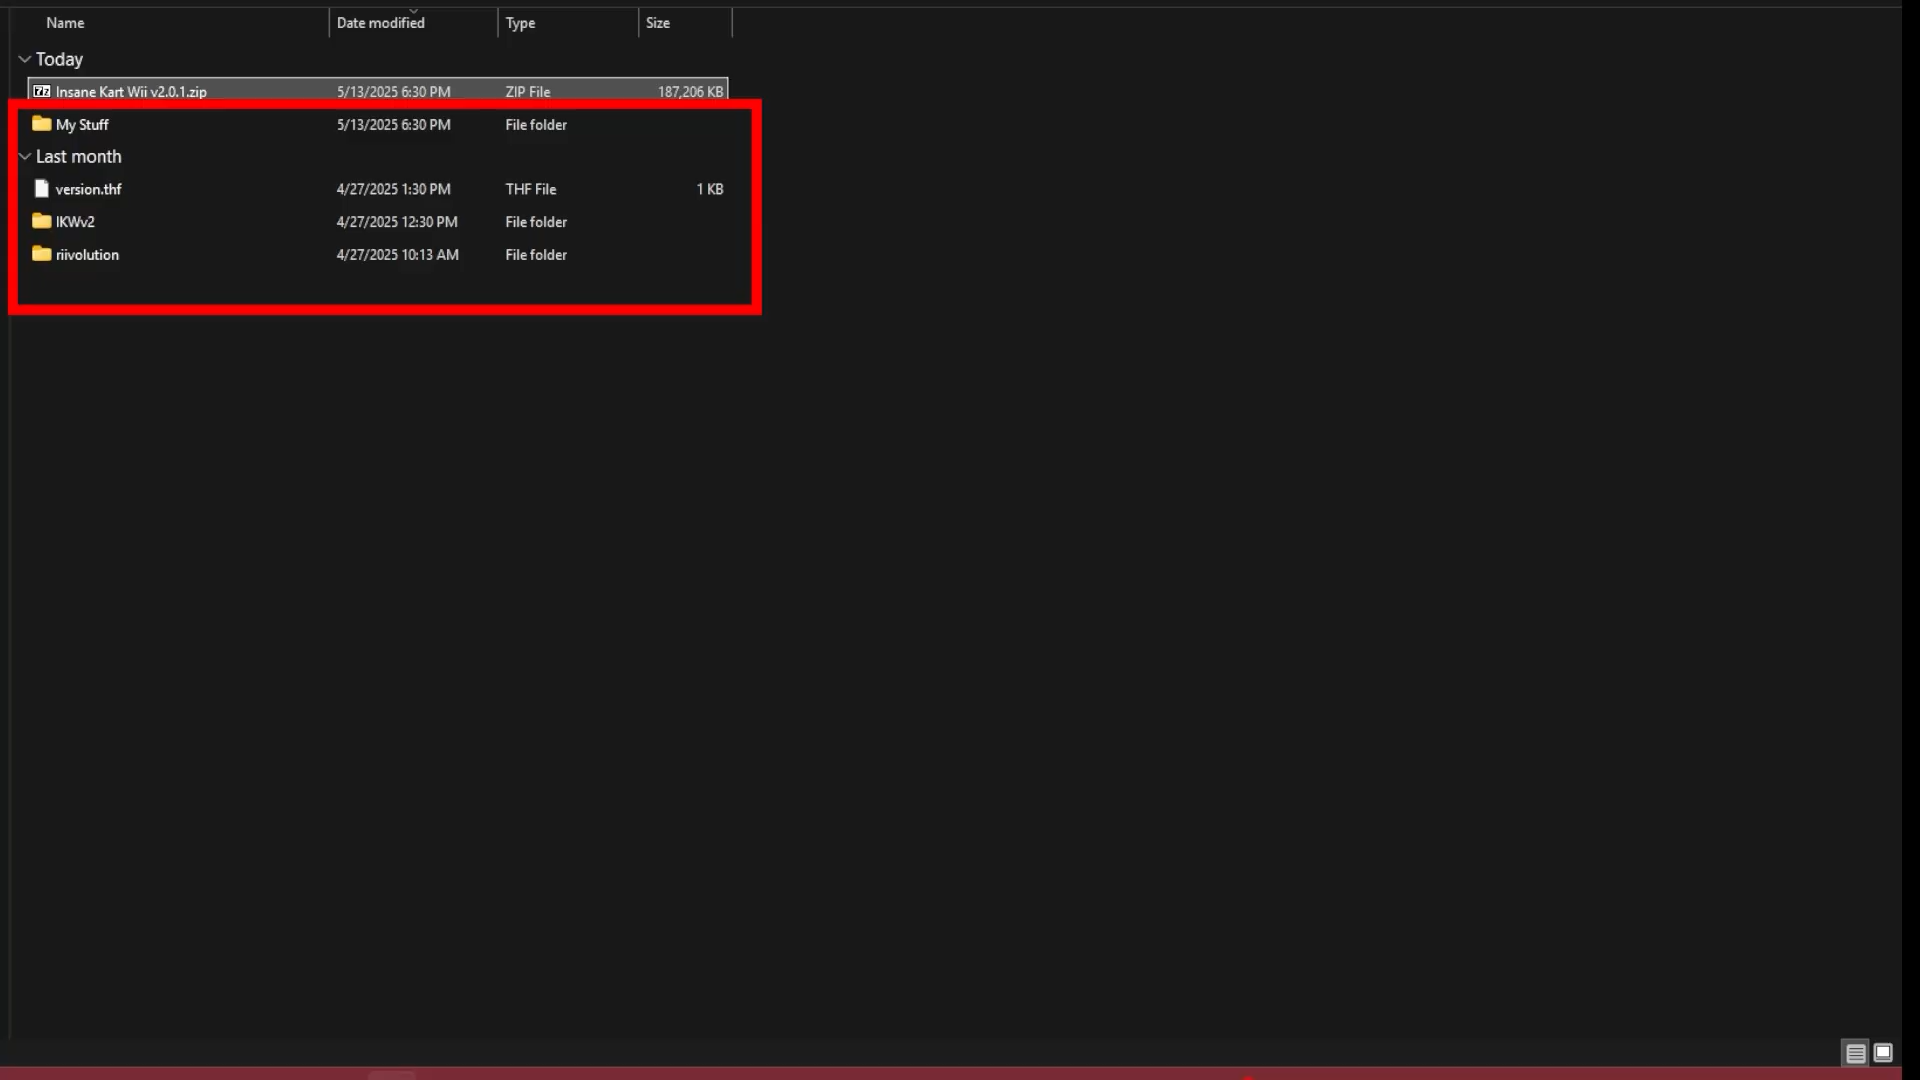 Name Date modified Type Size
Today
Insane Kart Wii v2.0.1.zip 5/13/2025 6:30 PM ZIP File 187,206 KB
My Stuff 5/13/2025 6:30 PM File folder
Last month
version.thf 4/27/2025 1:30 PM THF File 1 KB
IKWv2 4/27/2025 12:30 PM File folder
riivolution 4/27/2025 10:13 AM File folder